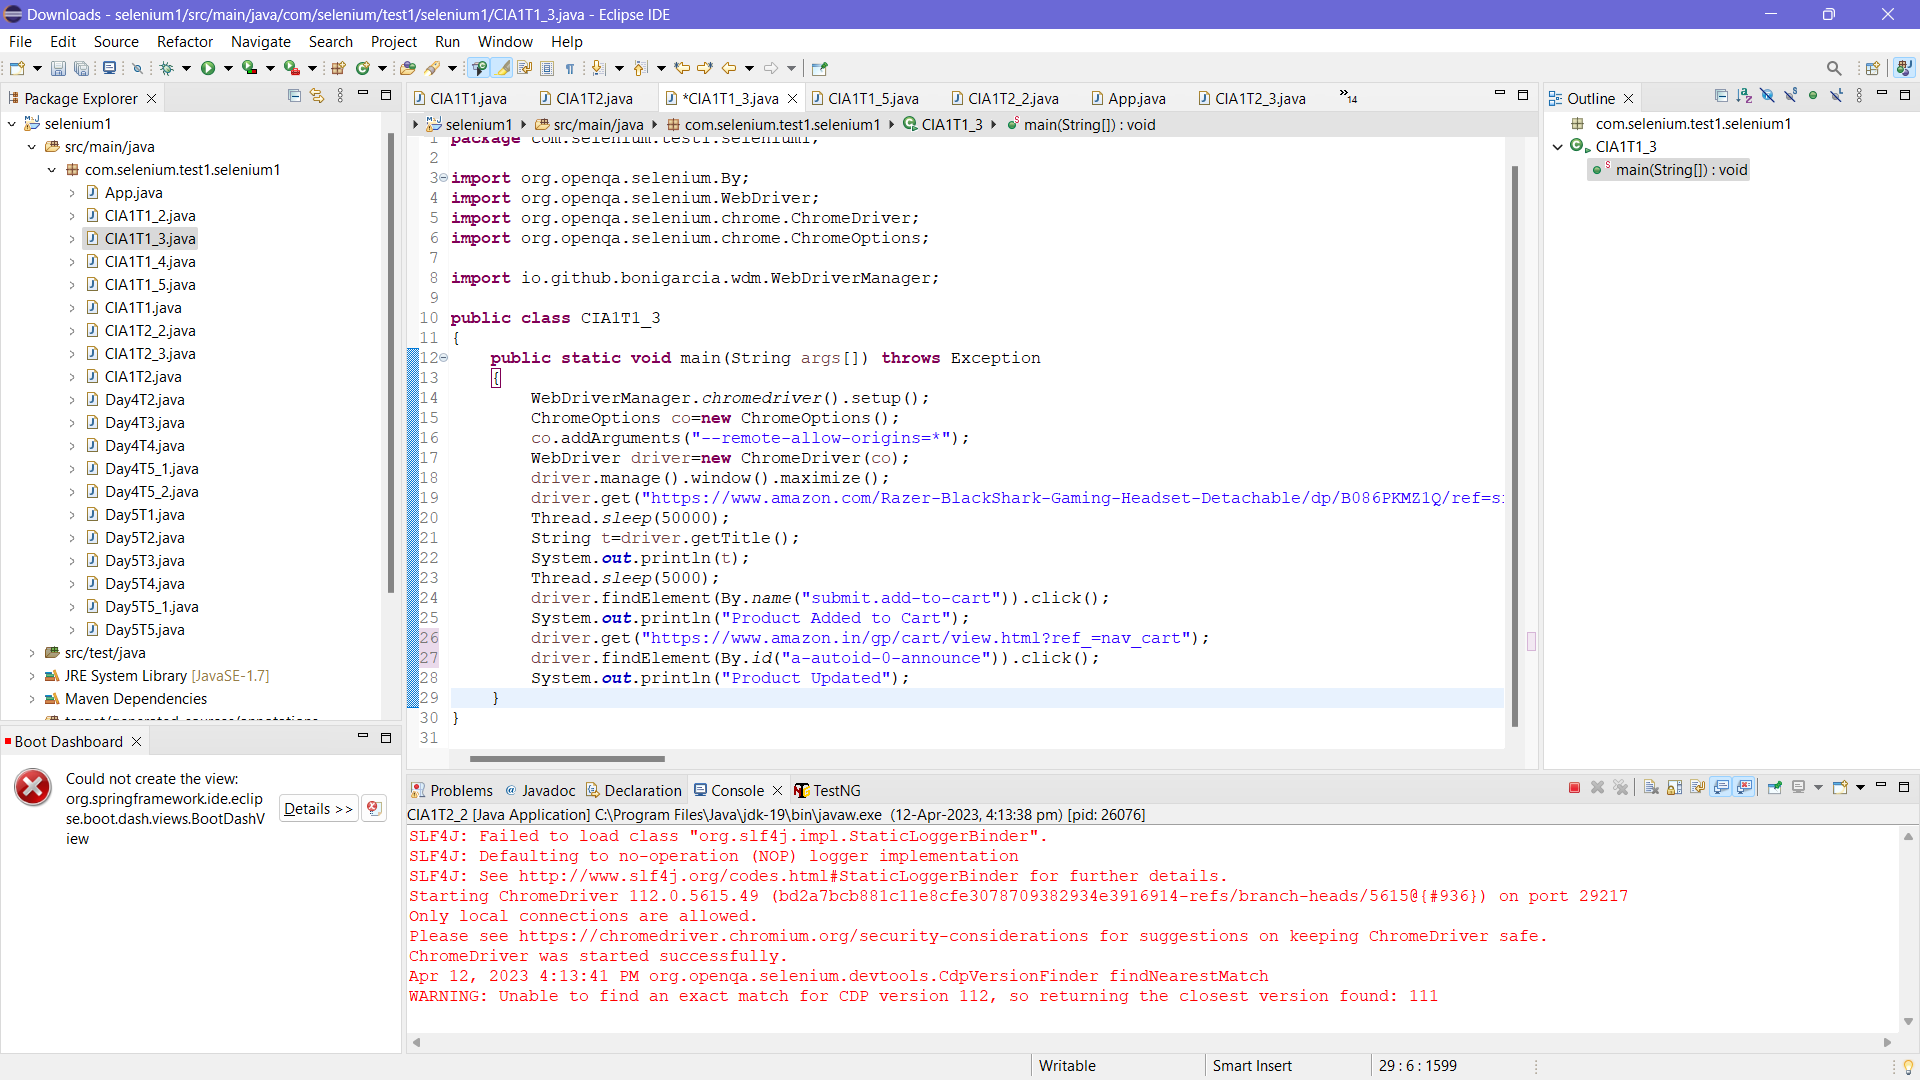 Downloads - selenium1/src/main/java/com/selenium/test1/selenium1/CIA1T1_3.java - Eclipse IDE
File Edit Source Refactor Navigate Search Project Run Window Help
Package Explorer
selenium1
src/main/java
com.selenium.test1.selenium1
App.java
CIA1T1_2.java
CIA1T1_3.java
CIA1T1_4.java
CIA1T1_5.java
CIA1T1.java
CIA1T2_2.java
CIA1T2_3.java
CIA1T2.java
Day4T2.java
Day4T3.java
Day4T4.java
Day4T5_1.java
Day4T5_2.java
Day5T1.java
Day5T2.java
Day5T3.java
Day5T4.java
Day5T5_1.java
Day5T5.java
src/test/java
JRE System Library [JavaSE-1.7]
Maven Dependencies
target/generated-sources/annotations
Boot Dashboard
Could not create the view:
org.springframework.ide.eclip
se.boot.dash.views.BootDashV
iew
Details >>
CIA1T1.java CIA1T2.java *CIA1T1_3.java CIA1T1_5.java CIA1T2_2.java App.java CIA1T2_3.java »14
selenium1 src/main/java com.selenium.test1.selenium1 CIA1T1_3 main(String[]) : void
1 package com.selenium.test1.selenium1;
2
3 import org.openqa.selenium.By;
4 import org.openqa.selenium.WebDriver;
5 import org.openqa.selenium.chrome.ChromeDriver;
6 import org.openqa.selenium.chrome.ChromeOptions;
7
8 import io.github.bonigarcia.wdm.WebDriverManager;
9
10 public class CIA1T1_3
11 {
12 public static void main(String args[]) throws Exception
13 {
14 WebDriverManager.chromedriver().setup();
15 ChromeOptions co=new ChromeOptions();
16 co.addArguments("--remote-allow-origins=*");
17 WebDriver driver=new ChromeDriver(co);
18 driver.manage().window().maximize();
19 driver.get("https://www.amazon.com/Razer-BlackShark-Gaming-Headset-Detachable/dp/B086PKMZ1Q/ref=s
20 Thread.sleep(50000);
21 String t=driver.getTitle();
22 System.out.println(t);
23 Thread.sleep(5000);
24 driver.findElement(By.name("submit.add-to-cart")).click();
25 System.out.println("Product Added to Cart");
26 driver.get("https://www.amazon.in/gp/cart/view.html?ref_=nav_cart");
27 driver.findElement(By.id("a-autoid-0-announce")).click();
28 System.out.println("Product Updated");
29 }
30 }
31
Outline
com.selenium.test1.selenium1
CIA1T1_3
main(String[]) : void
Problems @ Javadoc Declaration Console TestNG
CIA1T2_2 [Java Application] C:\Program Files\Java\jdk-19\bin\javaw.exe (12-Apr-2023, 4:13:38 pm) [pid: 26076]
SLF4J: Failed to load class "org.slf4j.impl.StaticLoggerBinder".
SLF4J: Defaulting to no-operation (NOP) logger implementation
SLF4J: See http://www.slf4j.org/codes.html#StaticLoggerBinder for further details.
Starting ChromeDriver 112.0.5615.49 (bd2a7bcb881c11e8cfe3078709382934e3916914-refs/branch-heads/5615@{#936}) on port 29217
Only local connections are allowed.
Please see https://chromedriver.chromium.org/security-considerations for suggestions on keeping ChromeDriver safe.
ChromeDriver was started successfully.
Apr 12, 2023 4:13:41 PM org.openqa.selenium.devtools.CdpVersionFinder findNearestMatch
WARNING: Unable to find an exact match for CDP version 112, so returning the closest version found: 111
Writable Smart Insert 29 : 6 : 1599